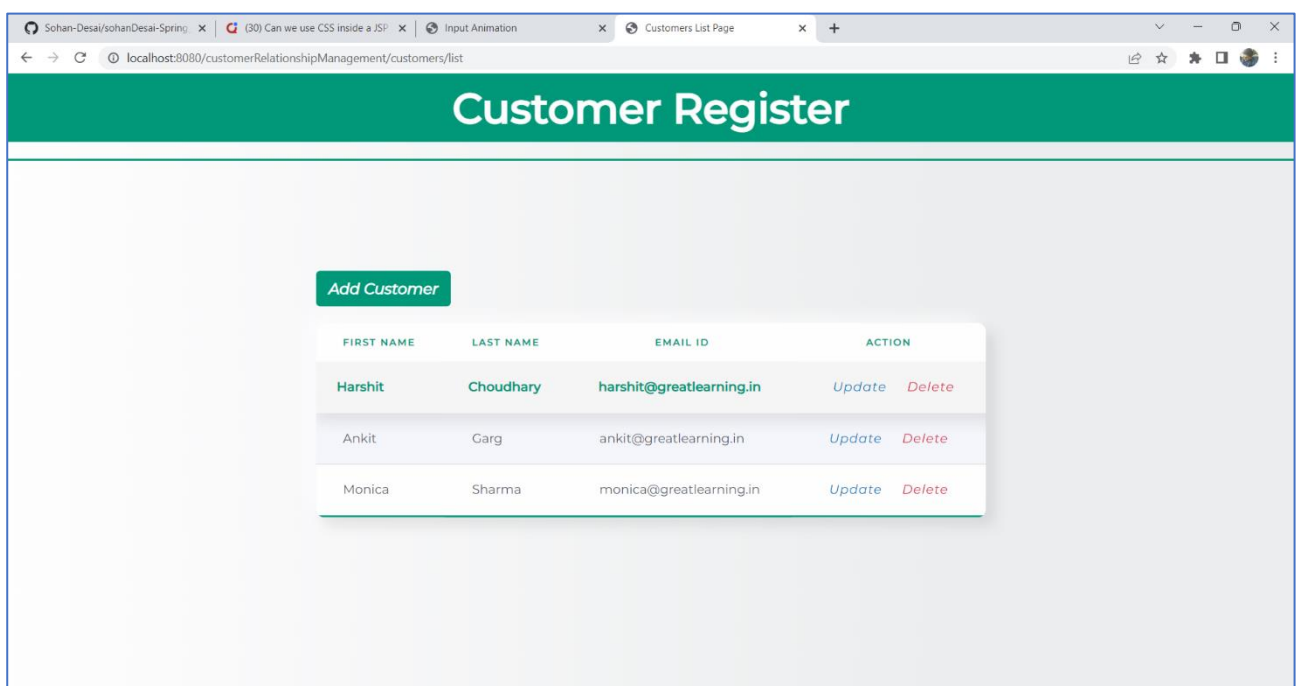 Sohan-Desai/sohanDesai-Spring (30) Can we use CSS inside a JSP Input Animation Customers List Page
localhost:8080/customerRelationshipManagement/customers/list
Customer Register
Add Customer
FIRST NAME LAST NAME EMAIL ID ACTION
Harshit Choudhary harshit@greatlearning.in Update Delete
Ankit Garg ankit@greatlearning.in Update Delete
Monica Sharma monica@greatlearning.in Update Delete